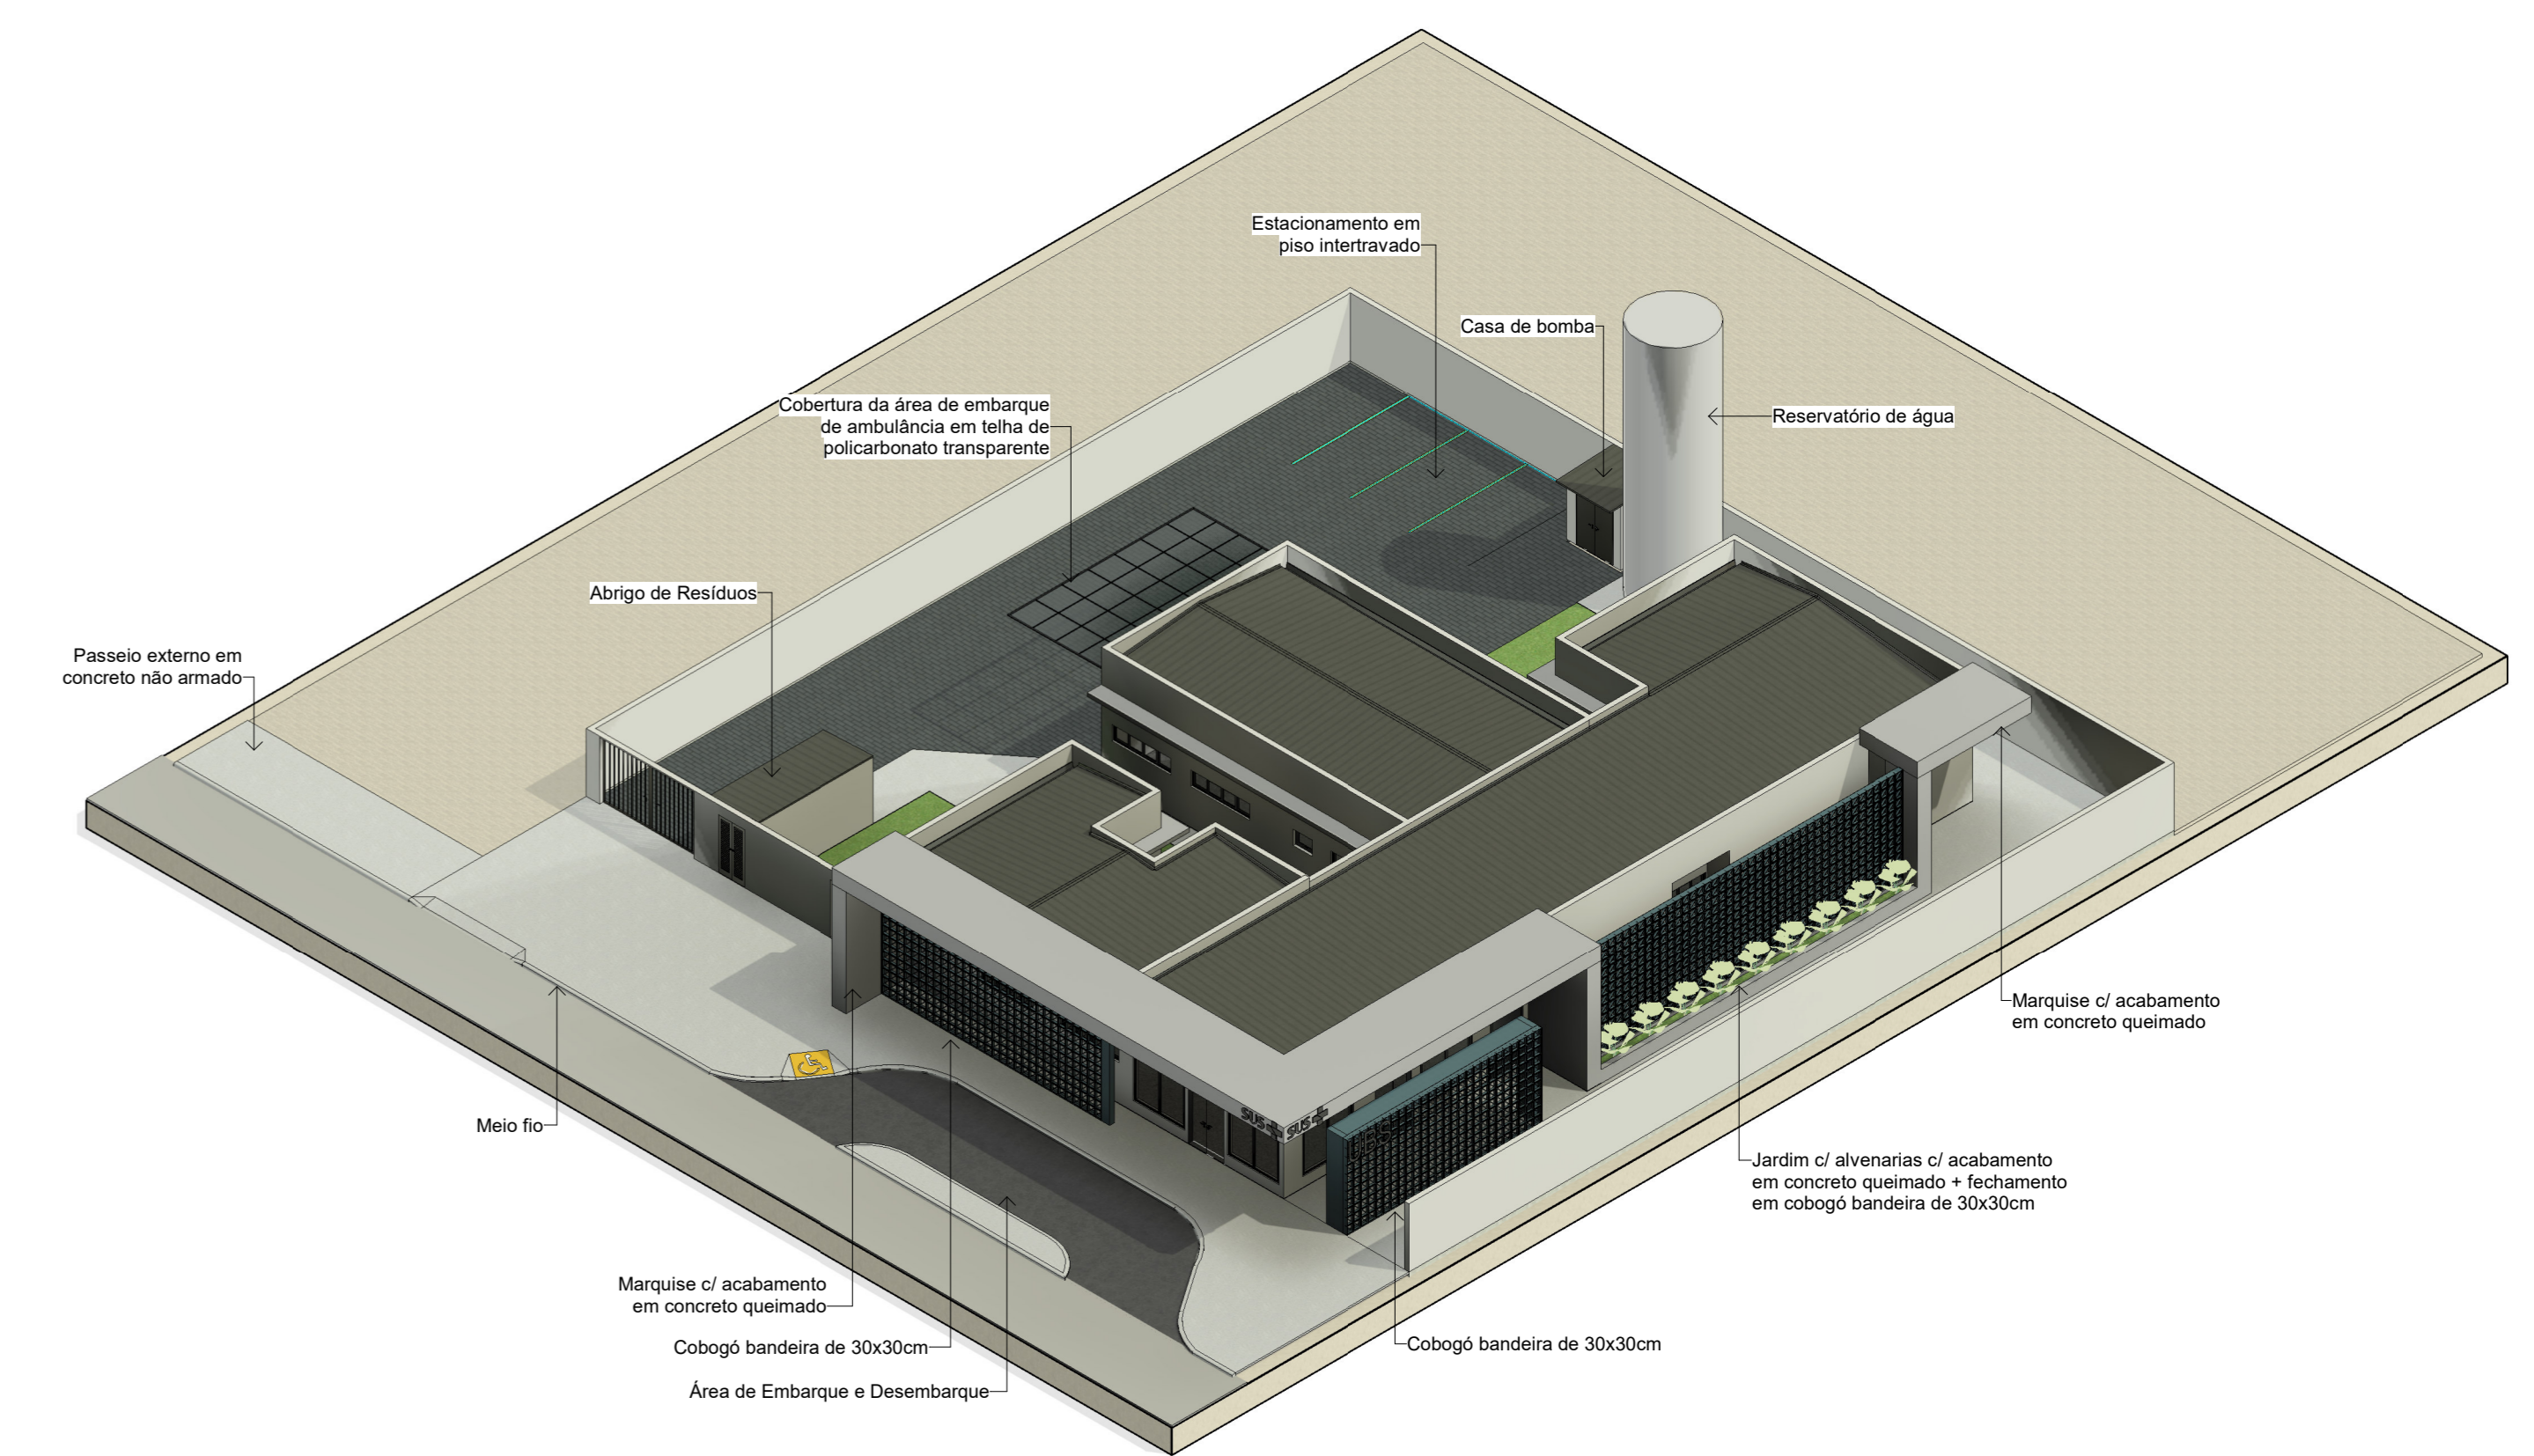 Estacionamento em
piso intertravado
Casa de bomba
Cobertura da área de embarque
de ambulância em telha de
policarbonato transparente
Reservatório de água
Abrigo de Resíduos
Passeio externo em
concreto não armado
Marquise c/ acabamento
em concreto queimado
Meio fio
SUS
SUS
UBS
Jardim c/ alvenarias c/ acabamento
em concreto queimado + fechamento
em cobogó bandeira de 30x30cm
Marquise c/ acabamento
em concreto queimado
Cobogó bandeira de 30x30cm
Cobogó bandeira de 30x30cm
Área de Embarque e Desembarque